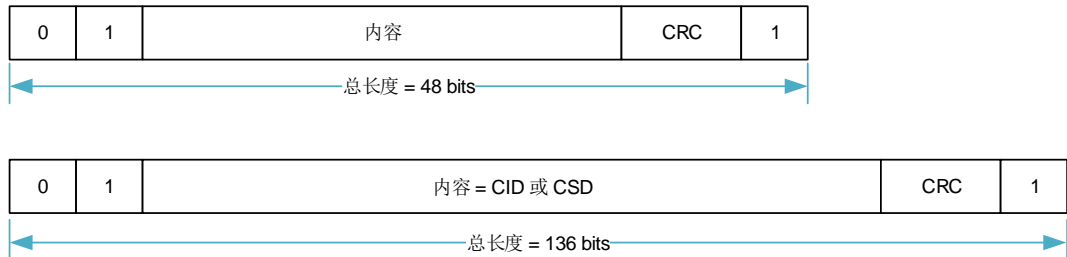 0 1 内容 CRC 1
总长度 = 48 bits
0 1 内容 = CID 或 CSD CRC 1
总长度 = 136 bits